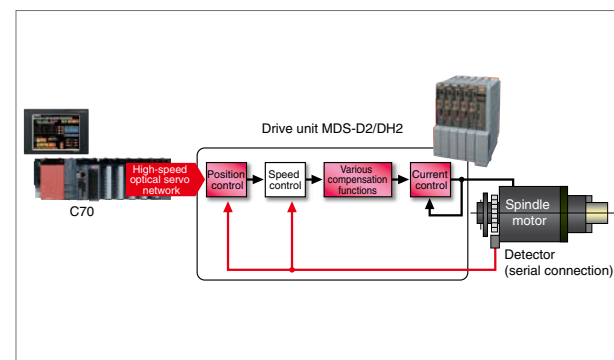 Drive unit MDS-D2/DH2
High-speed
optical servo
network
C70
Position
control
Speed
control
Various
compensation
functions
Current
control
Spindle
motor
Detector
(serial connection)